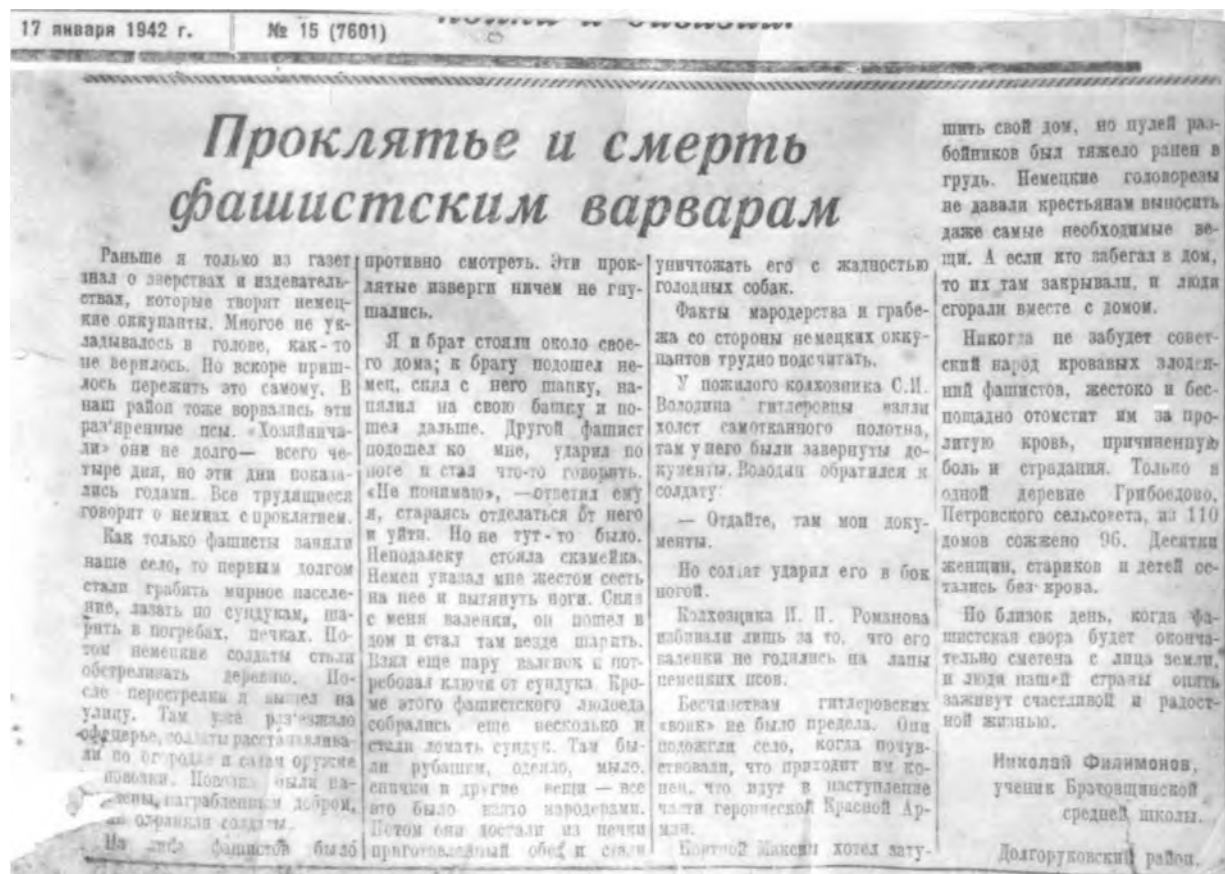 17 января 1942 г.
№ 15 (7601)
Проклятье и смерть
фашистским варварам
Раньше я только из газет
знал о зверствах и издеватель-
ствах, которые творят немец-
кие оккупанты. Многое не ук-
ладывалось в голове, как-то
не верилось. Но вскоре приш-
лось пережить это самому. В
наш район тоже ворвались эти
раз'яренные псы. «Хозяйнича-
ли» они не долго— всего че-
тыре дня, но эти дни показа-
лись годами. Все трудящиеся
говорят о немцах с проклятием.
Как только фашисты заняли
наше село, то первым долгом
стали грабить мирное населе-
ние, лазать по сундукам, ша-
рить в погребах, печках. По-
том немецкие солдаты стали
обстреливать деревню. По-
сле перестрелки я вышел на
улицу. Там уже раз'езжало
офицерье, солдаты расстанавлива-
ли по огородам и садам оружие
повозки. Повозки были
награбленным добром,
охраняли солдаты.
На лица фашистов было
противно смотреть. Эти прок-
лятые изверги ничем не гну-
шались.
Я и брат стояли около свое-
го дома; к брату подошел не-
мец, снял с него шапку, на-
пялил на свою башку и по-
шел дальше. Другой фашист
подошел ко мне, ударил по
ноге и стал что-то говорить.
«Не понимаю», —ответил ему
я, стараясь отделаться от него
и уйти. Но не тут-то было.
Неподалеку стояла скамейка.
Немец указал мне жестом сесть
на нее и вытянуть ноги. Сняв
с меня валенки, он пошел в
дом и стал там везде шарить.
Взял еще пару валенок и пот-
ребовал ключи от сундука. Кро-
ме этого фашистского людоеда
собрались еще несколько и
стали ломать сундук. Там бы-
ли рубашки, одеяло, мыло,
спички и другие вещи — все
это было взято мародерами.
Потом они достали из печки
приготовленный обед и стали
уничтожать его с жадностью
голодных собак.
Факты мародерства и грабе-
жа со стороны немецких окку-
пантов трудно подсчитать.
У пожилого колхозника С.И.
Володина гитлеровцы взяли
холст самотканного полотна,
там у него были завернуты до-
кументы. Володин обратился к
солдату:
— Отдайте, там мои доку-
менты.
Но солдат ударил его в бок
ногой.
Колхозника И. П. Романова
избивали лишь за то, что его
валенки не годились на лапы
немецких псов.
Бесчинствам гитлеровских
«вояк» не было предела. Они
подожгли село, когда почув-
ствовали, что приходит им ко-
нец, что идут в наступление
части героической Красной Ар-
мии.
Портной Максим хотел зату-
шить свой дом, но пулей раз-
бойников был тяжело ранен в
грудь. Немецкие головорезы
не давали крестьянам выносить
даже самые необходимые ве-
щи. А если кто забегал в дом,
то их там закрывали, и люди
сгорали вместе с домом.
Никогда не забудет совет-
ский народ кровавых злодея-
ний фашистов, жестоко и бес-
пощадно отомстит им за про-
литую кровь, причиненную
боль и страдания. Только в
одной деревне Грибоедово,
Петровского сельсовета, из 110
домов сожжено 96. Десятки
женщин, стариков и детей ос-
тались без крова.
Но близок день, когда фа-
шистская свора будет оконча-
тельно сметена с лица земли,
и люди нашей страны опять
заживут счастливой и радост-
ной жизнью.
Николай Филимонов,
ученик Братовщинской
средней школы.
Долгоруковский район.